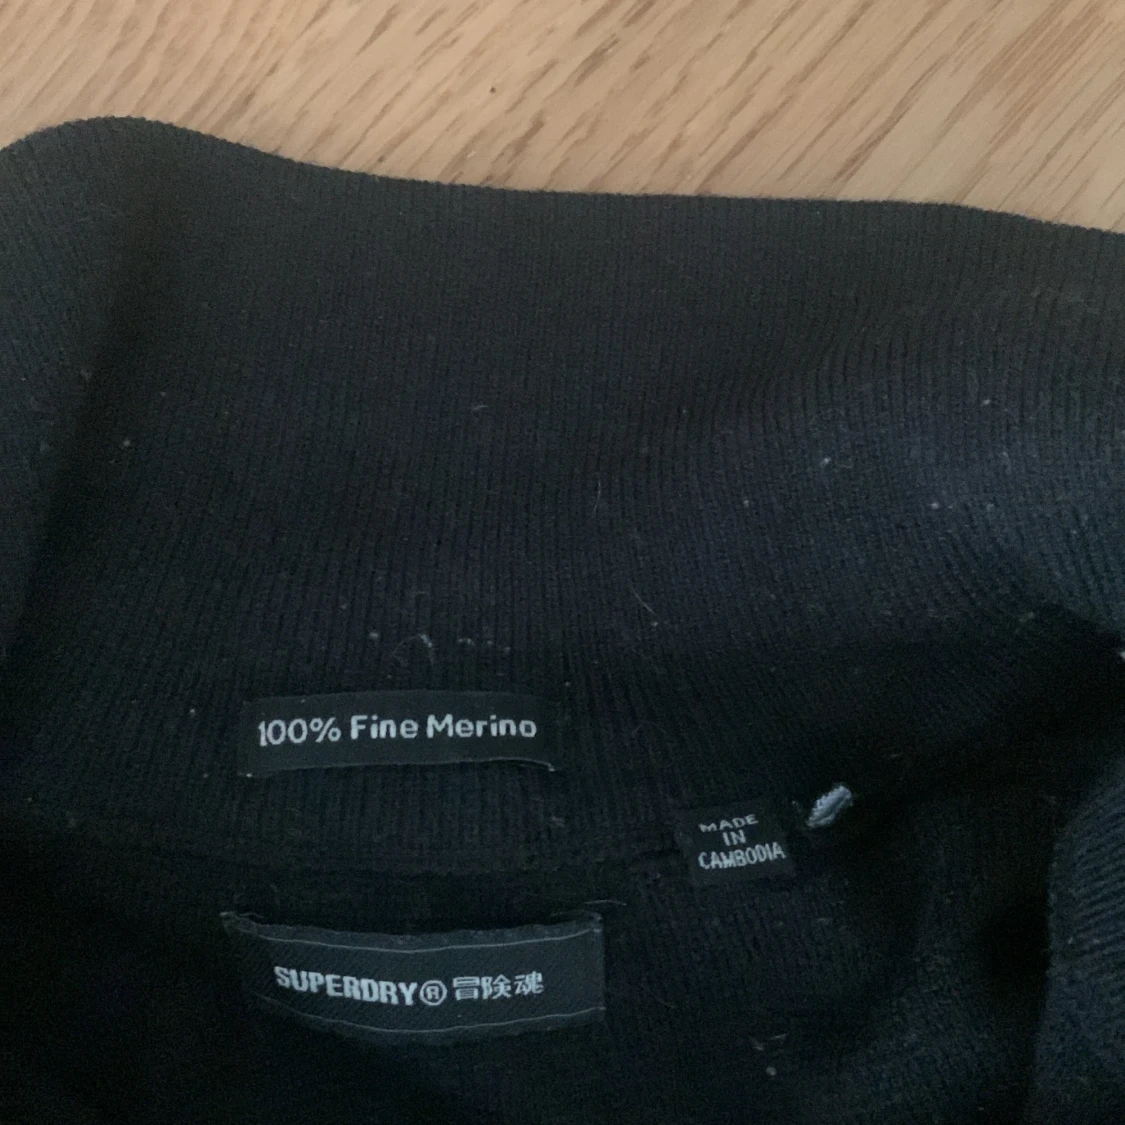 100% Fine Merino
MADE
IN
CAMBODIA
SUPERDRY® 冒険魂